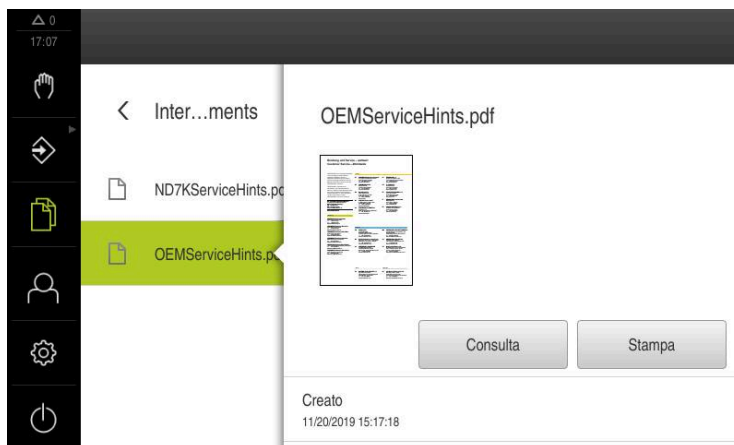 0
17:07
Inter…ments
ND7KServiceHints.pd
OEMServiceHints.pd
OEMServiceHints.pdf
Consulta
Stampa
Creato
11/20/2019 15:17:18